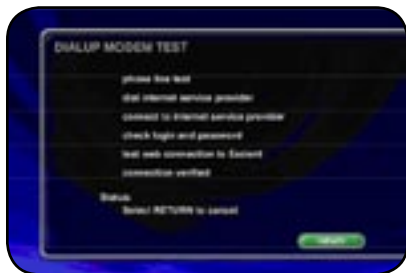 DIALUP MODEM TEST
phone line test
dial internet service provider
connect to internet service provider
check login and password
test web connection to Escient
connection verified
Status:
Select RETURN to cancel
return